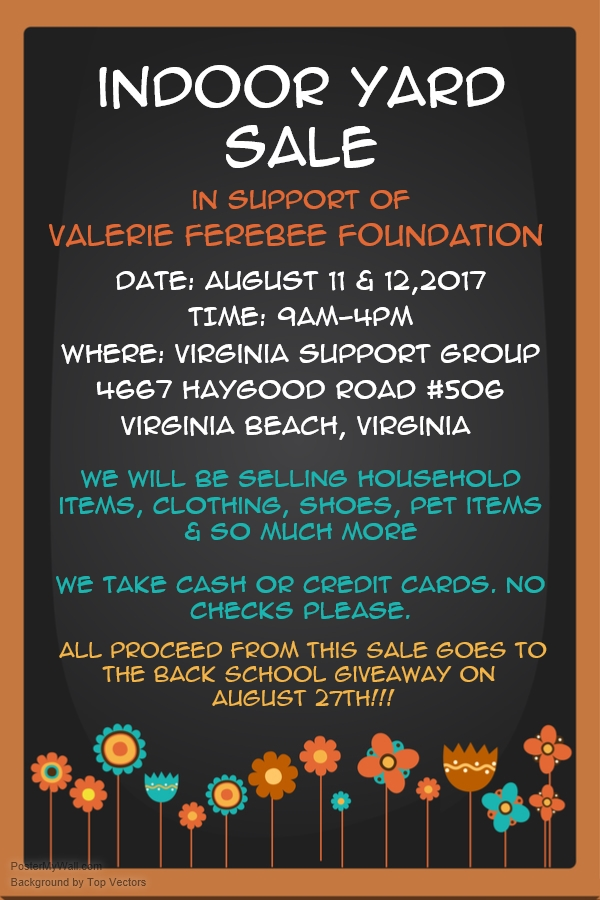 INDOOR YARD
SALE
IN SUPPORT OF
VALERIE FEREBEE FOUNDATION
DATE: AUGUST 11 & 12,2017
TIME: 9AM-4PM
WHERE: VIRGINIA SUPPORT GROUP
4667 HAYGOOD ROAD #506
VIRGINIA BEACH, VIRGINIA
WE WILL BE SELLING HOUSEHOLD
ITEMS, CLOTHING, SHOES, PET ITEMS
& SO MUCH MORE
WE TAKE CASH OR CREDIT CARDS. NO
CHECKS PLEASE.
ALL PROCEED FROM THIS SALE GOES TO
THE BACK SCHOOL GIVEAWAY ON
AUGUST 27TH!!!
PosterMyWall.com
Background by Top Vectors